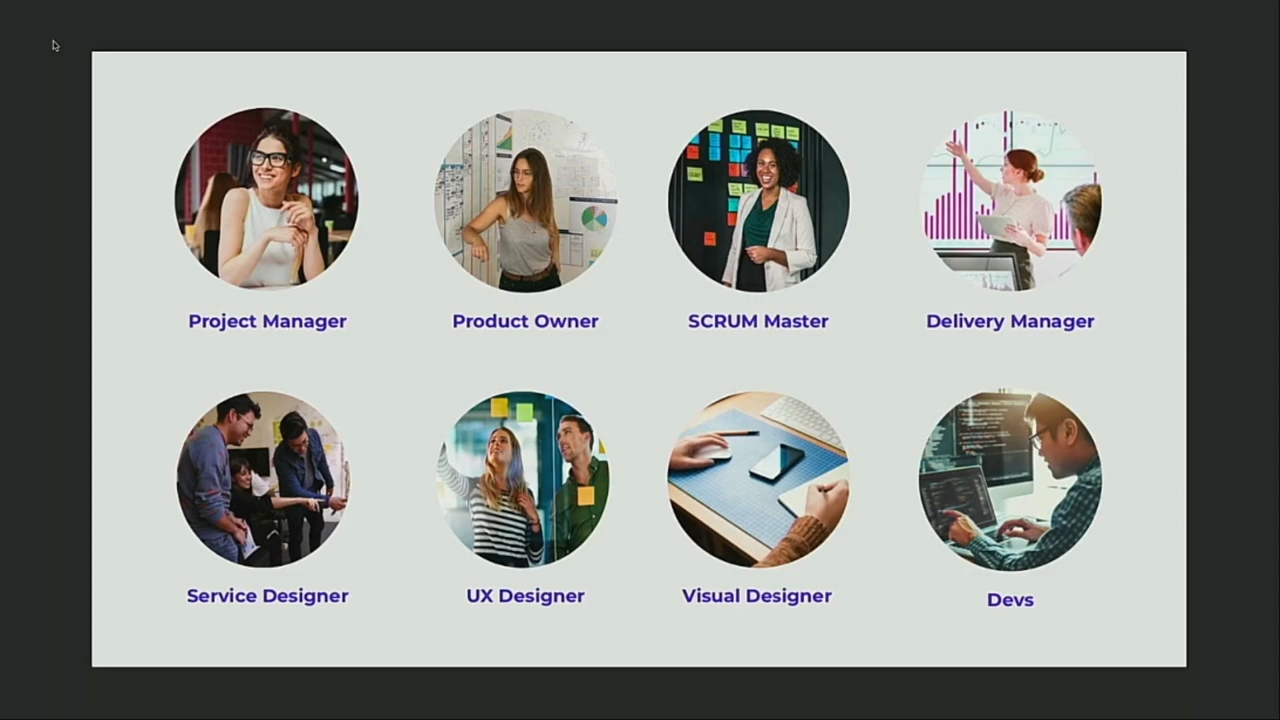 Project Manager
Product Owner
SCRUM Master
Delivery Manager
Service Designer
UX Designer
Visual Designer
Devs